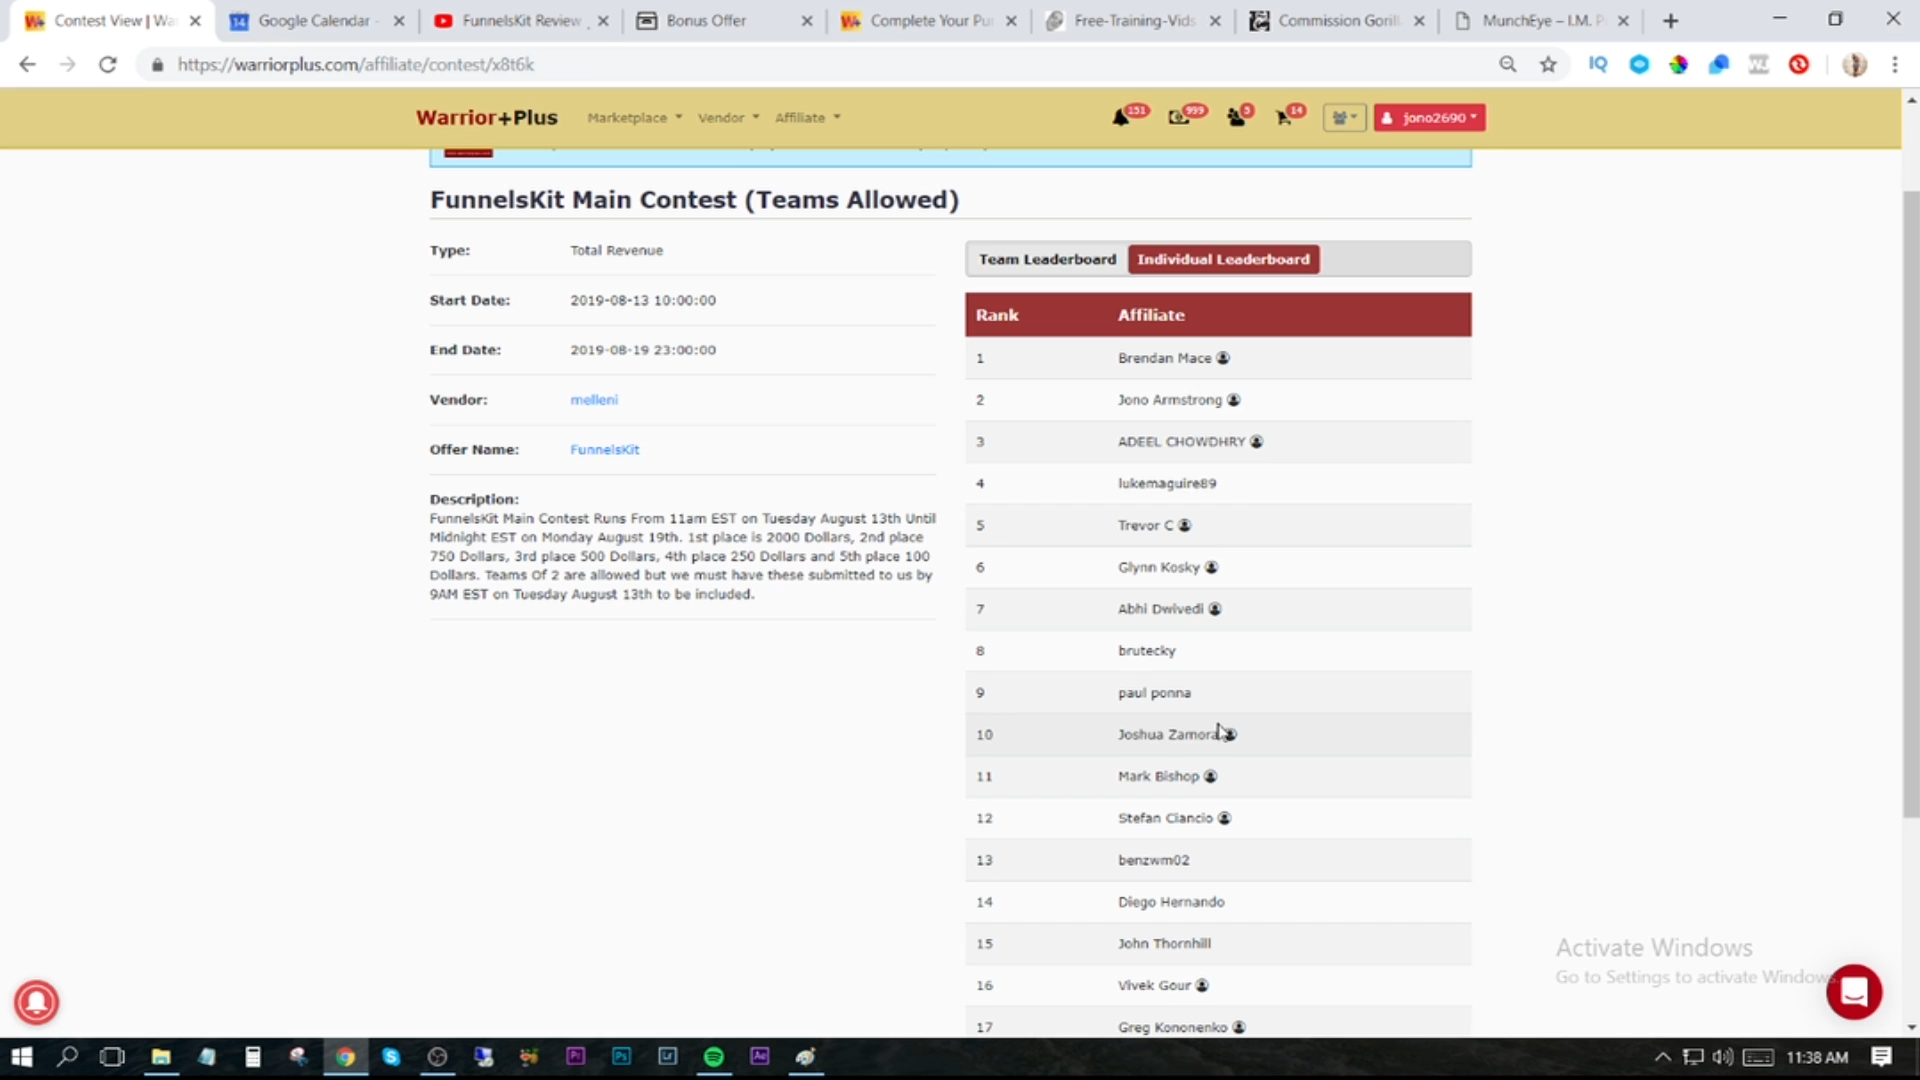 Contest View | Wa
Google Calendar -
FunnelsKit Review
Bonus Offer
Complete Your Pu
Free-Training-Vids
Commission Goril
MunchEye – I.M. P
https://warriorplus.com/affiliate/contest/x8t6k
IQ
Warrior+Plus
Marketplace
Vendor
Affiliate
151
999
5
14
jono2690
FunnelsKit Main Contest (Teams Allowed)
Type: Total Revenue
Start Date: 2019-08-13 10:00:00
End Date: 2019-08-19 23:00:00
Vendor: melleni
Offer Name: FunnelsKit
Description:
FunnelsKit Main Contest Runs From 11am EST on Tuesday August 13th Until
Midnight EST on Monday August 19th. 1st place is 2000 Dollars, 2nd place
750 Dollars, 3rd place 500 Dollars, 4th place 250 Dollars and 5th place 100
Dollars. Teams Of 2 are allowed but we must have these submitted to us by
9AM EST on Tuesday August 13th to be included.
Team Leaderboard Individual Leaderboard
Rank Affiliate
1 Brendan Mace
2 Jono Armstrong
3 ADEEL CHOWDHRY
4 lukemaguire89
5 Trevor C
6 Glynn Kosky
7 Abhi Dwivedi
8 brutecky
9 paul ponna
10 Joshua Zamora
11 Mark Bishop
12 Stefan Ciancio
13 benzwm02
14 Diego Hernando
15 John Thornhill
16 Vivek Gour
17 Greg Kononenko
Activate Windows
Go to Settings to activate Windows
Pr
Ps
Lr
Ae
11:38 AM